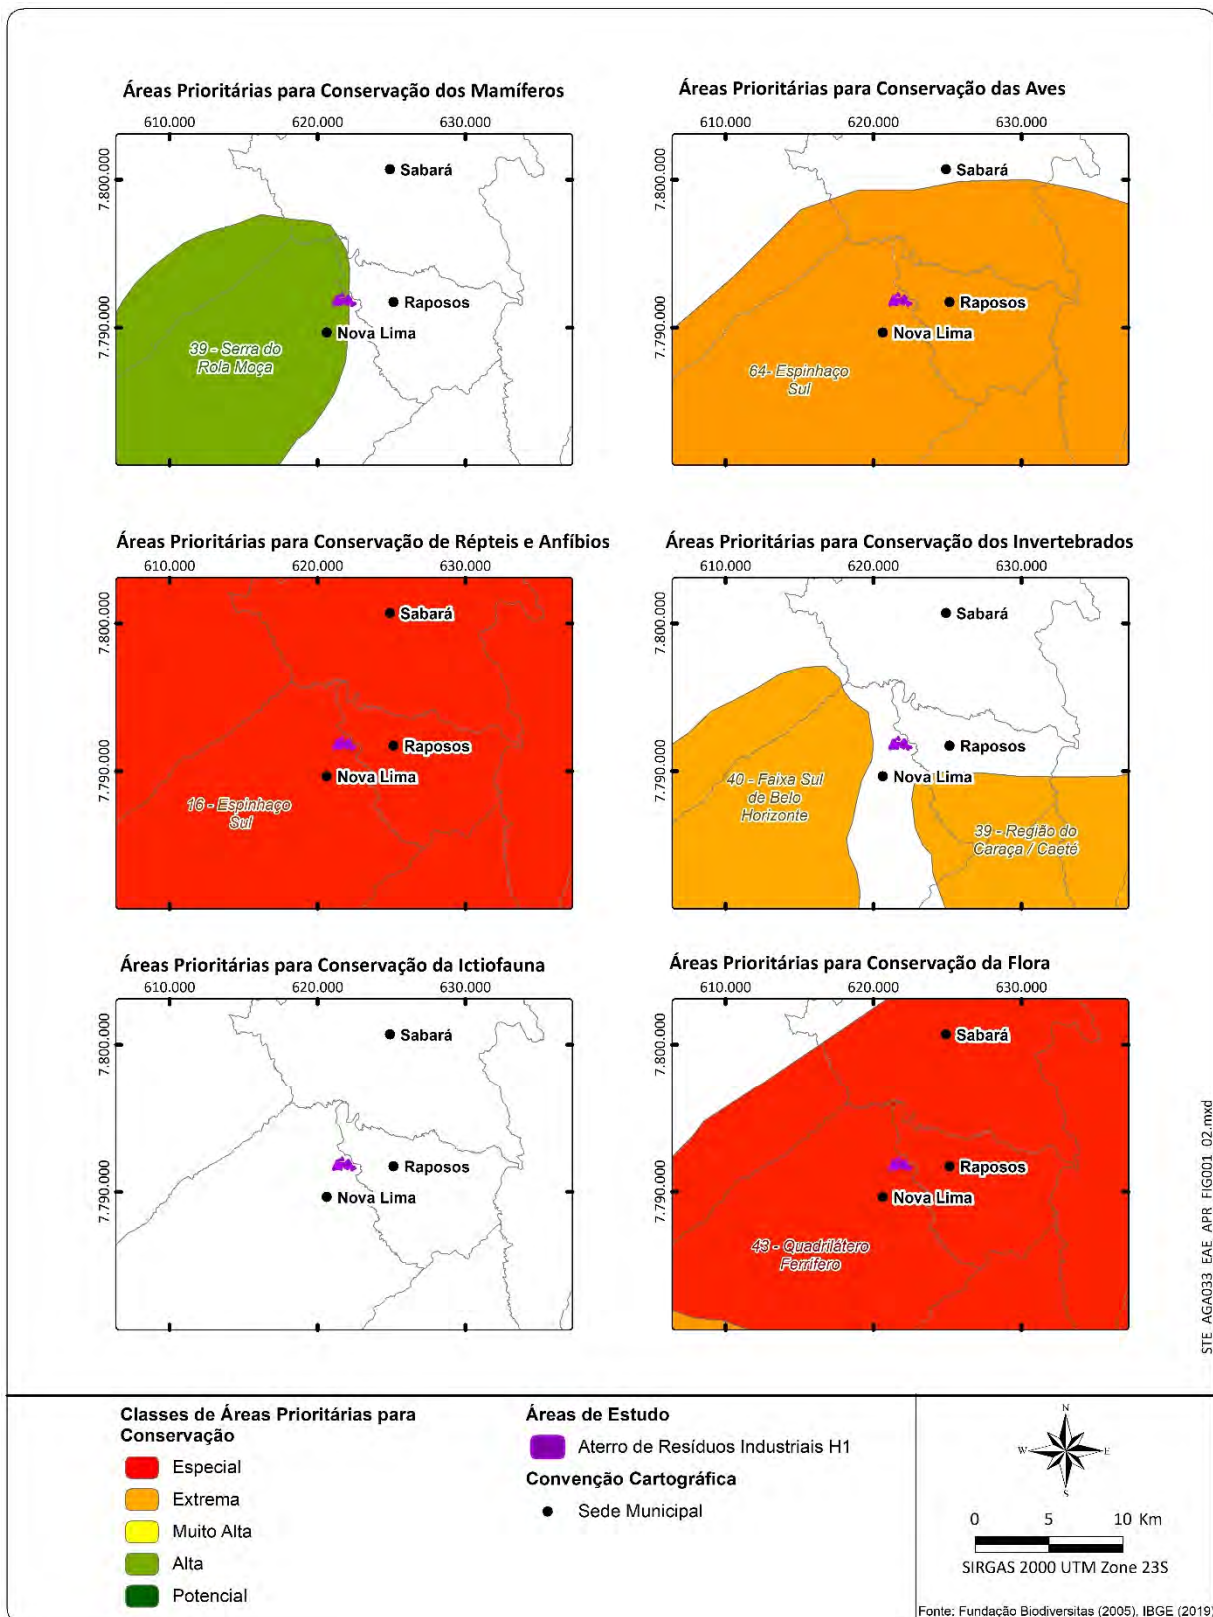 Áreas Prioritárias para Conservação dos Mamíferos
610.000 620.000 630.000
7.800.000
7.790.000
Sabará
Raposos
Nova Lima
39 - Serra do
Rola Moça
Áreas Prioritárias para Conservação das Aves
610.000 620.000 630.000
7.800.000
7.790.000
Sabará
Raposos
Nova Lima
64- Espinhaço
Sul
Áreas Prioritárias para Conservação de Répteis e Anfíbios
610.000 620.000 630.000
7.800.000
7.790.000
Sabará
Raposos
Nova Lima
16 - Espinhaço
Sul
Áreas Prioritárias para Conservação dos Invertebrados
610.000 620.000 630.000
7.800.000
7.790.000
Sabará
Raposos
Nova Lima
40 - Faixa Sul
de Belo
Horizonte
39 - Região do
Caraça / Caeté
Áreas Prioritárias para Conservação da Ictiofauna
610.000 620.000 630.000
7.800.000
7.790.000
Sabará
Raposos
Nova Lima
Áreas Prioritárias para Conservação da Flora
610.000 620.000 630.000
7.800.000
7.790.000
Sabará
Raposos
Nova Lima
43 - Quadrilátero
Ferrífero
STE_AGA033_EAE_APR_FIG001_02.mxd
Classes de Áreas Prioritárias para
Conservação
Especial
Extrema
Muito Alta
Alta
Potencial
Áreas de Estudo
Aterro de Resíduos Industriais H1
Convenção Cartográfica
Sede Municipal
N
W E
S
0 5 10 Km
SIRGAS 2000 UTM Zone 23S
Fonte: Fundação Biodiversitas (2005), IBGE (2019)